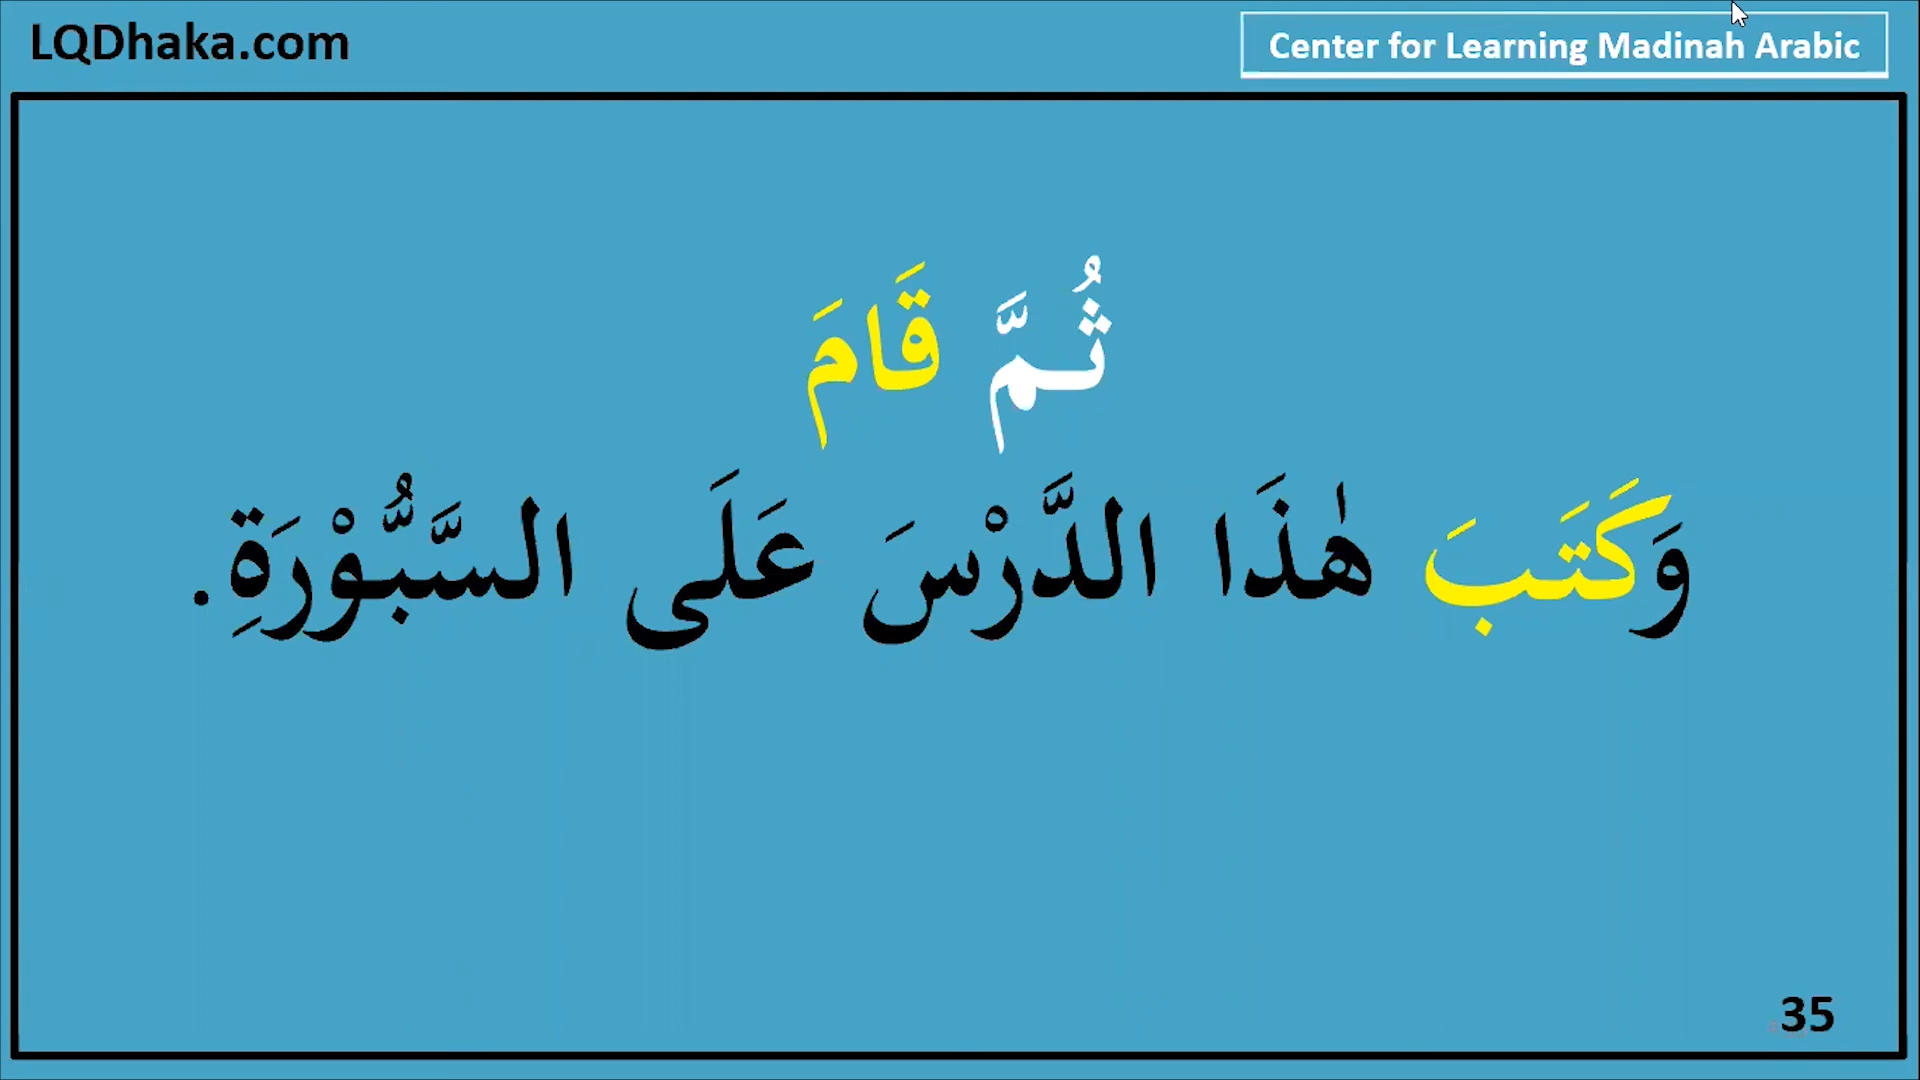 LQDhaka.com
Center for Learning Madinah Arabic
ثُمَّ قَامَ
وَكَتَبَ هٰذَا الدَّرْسَ عَلَى السَّبُّوْرَةِ.
35